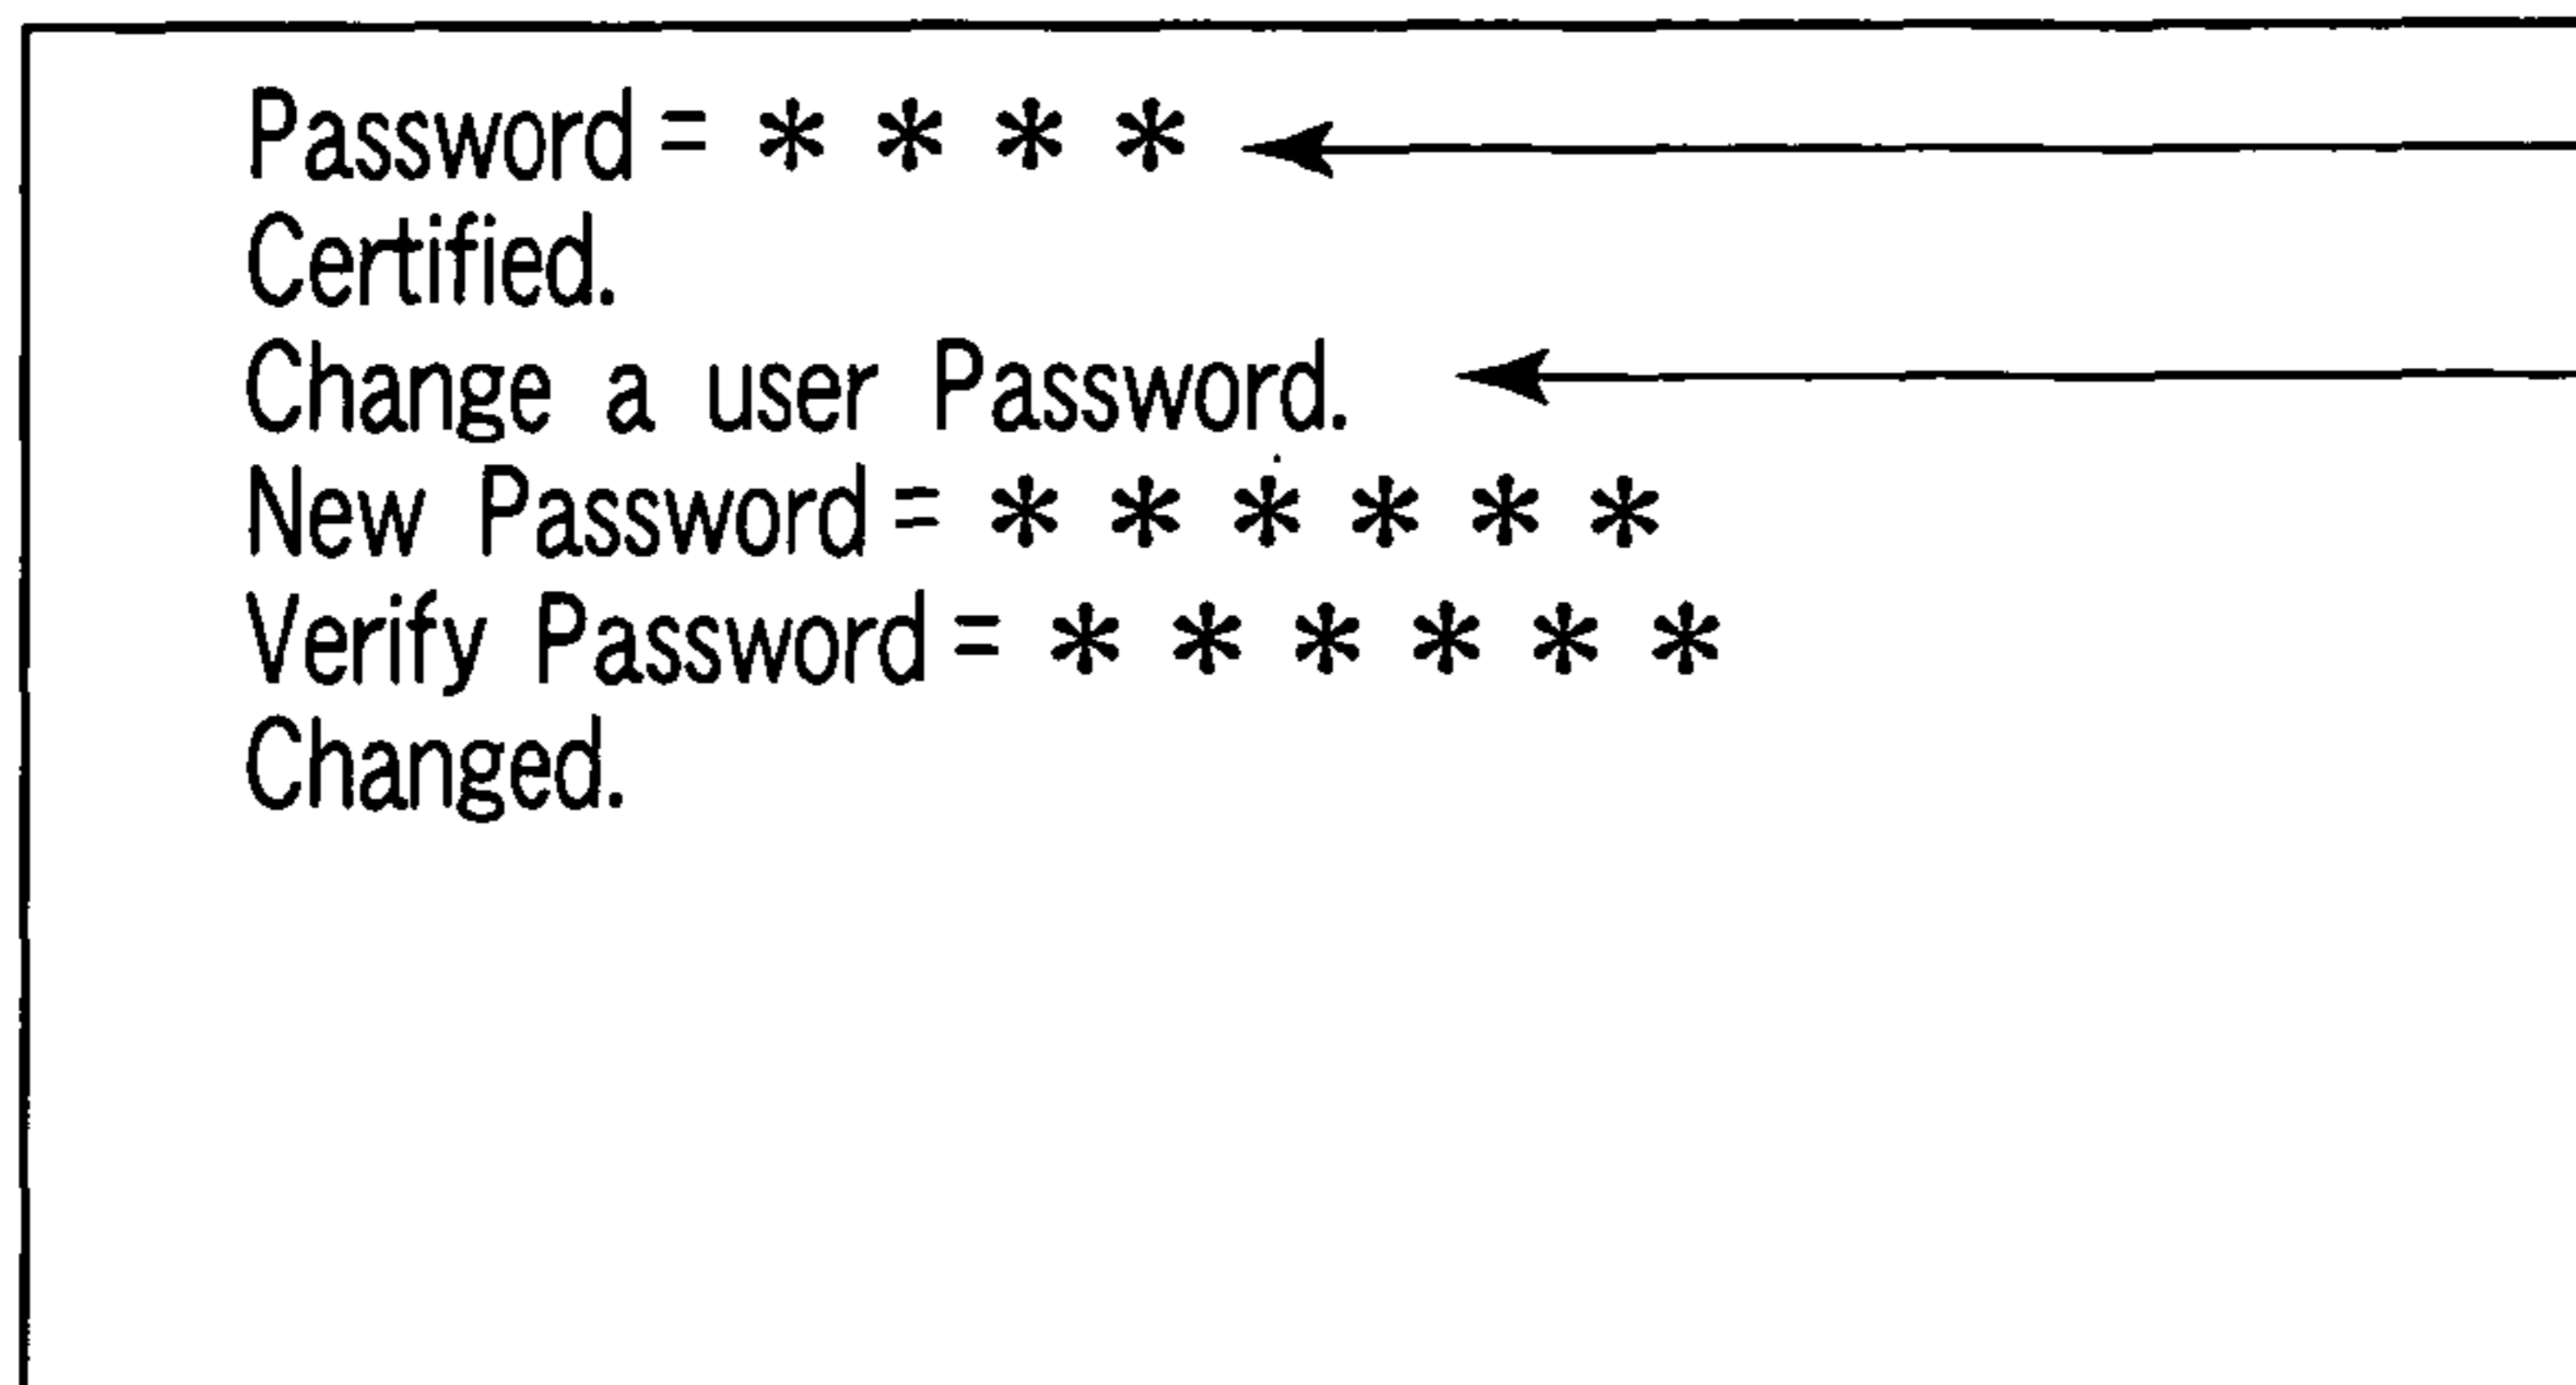 Password = * * * *
Certified.
Change a user Password.
New Password = * * * * * *
Verify Password = * * * * * *
Changed.